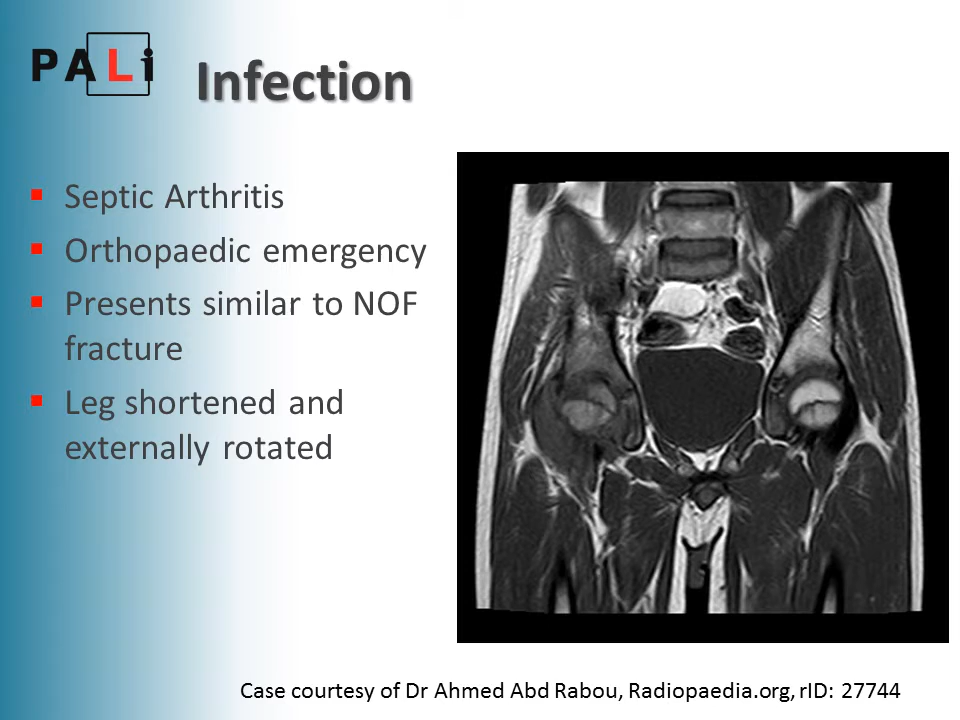 PALi
Infection
Septic Arthritis
Orthopaedic emergency
Presents similar to NOF
fracture
Leg shortened and
externally rotated
Case courtesy of Dr Ahmed Abd Rabou, Radiopaedia.org, rID: 27744